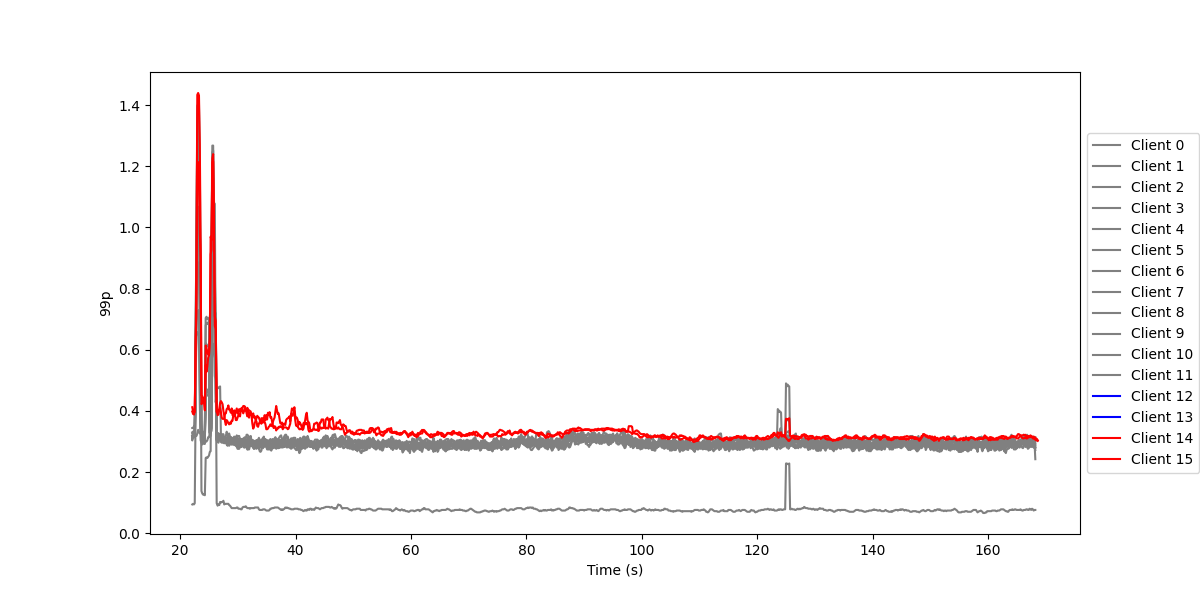 1.4
1.2
1.0
0.8
0.6
0.4
0.2
0.0
99p
20 40 60 80 100 120 140 160
Time (s)
Client 0
Client 1
Client 2
Client 3
Client 4
Client 5
Client 6
Client 7
Client 8
Client 9
Client 10
Client 11
Client 12
Client 13
Client 14
Client 15